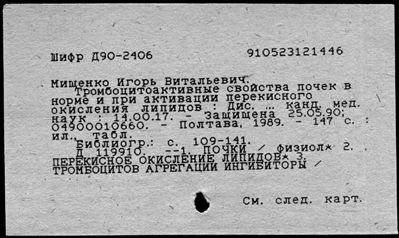 Шифр Д90-2406 910523121446
Мищенко Игорь Витальевич.
Тромбоцитоактивные свойства почек в
норме и при активации перекисного
окисления липидов : Дис. ... канд. мед.
наук : 14.00.17. - Защищена 25.05.90;
04900010660. - Полтава, 1989. - 147 с. :
ил., табл.
Библиогр.: с. 109-141.
Д 119910. --1. ПОЧКИ / физиол* 2.
ПЕРЕКИСНОЕ ОКИСЛЕНИЕ ЛИПИДОВ* 3.
ТРОМБОЦИТОВ АГРЕГАЦИИ ИНГИБИТОРЫ /
См. след. карт.